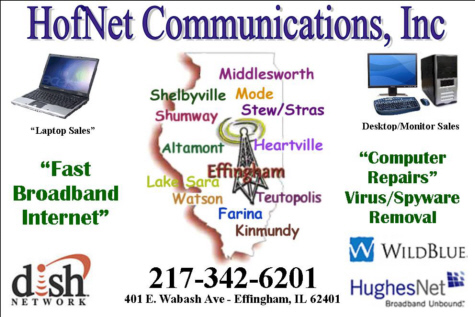 HofNet Communications, Inc
Middlesworth
Shelbyville
Mode
Stew/Stras
Shumway
Altamont
Heartville
Effingham
Lake Sara
Watson
Teutopolis
Farina
Kinmundy
"Laptop Sales"
"Fast
Broadband
Internet"
Desktop/Monitor Sales
"Computer
Repairs"
Virus/Spyware
Removal
WILDBLUE
HughesNet
Broadband Unbound.
dish
NETWORK
217-342-6201
401 E. Wabash Ave - Effingham, IL 62401